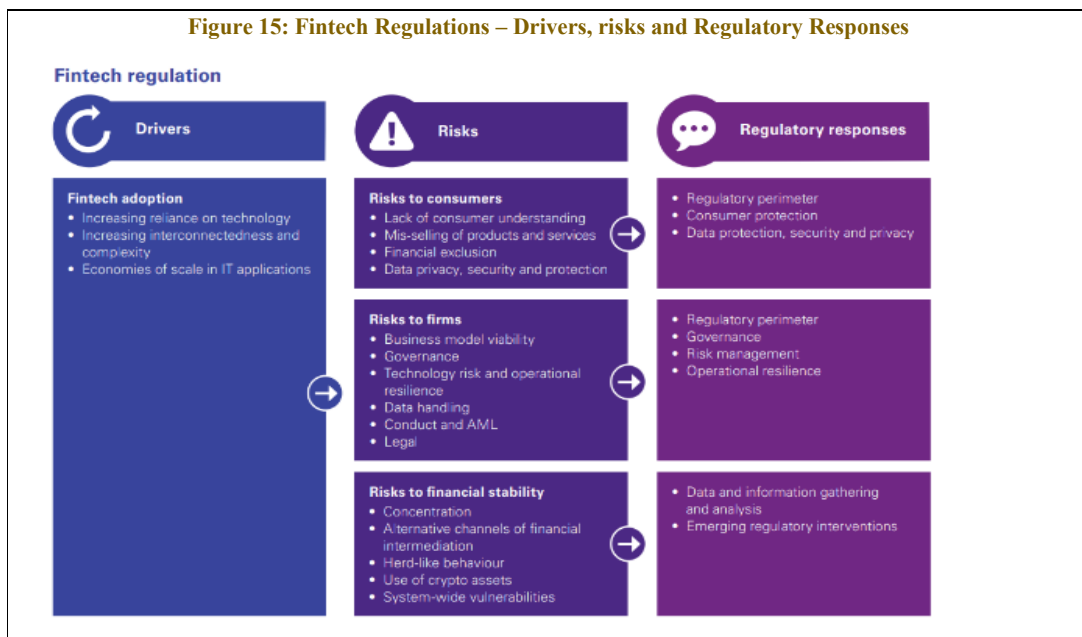 Figure 15: Fintech Regulations – Drivers, risks and Regulatory Responses
Fintech regulation
Drivers
Risks
Regulatory responses
Fintech adoption
• Increasing reliance on technology
• Increasing interconnectedness and
complexity
• Economies of scale in IT applications
Risks to consumers
• Lack of consumer understanding
• Mis-selling of products and services
• Financial exclusion
• Data privacy, security and protection
• Regulatory perimeter
• Consumer protection
• Data protection, security and privacy
Risks to firms
• Business model viability
• Governance
• Technology risk and operational
resilience
• Data handling
• Conduct and AML
• Legal
• Regulatory perimeter
• Governance
• Risk management
• Operational resilience
Risks to financial stability
• Concentration
• Alternative channels of financial
intermediation
• Herd-like behaviour
• Use of crypto assets
• System-wide vulnerabilities
• Data and information gathering
and analysis
• Emerging regulatory interventions